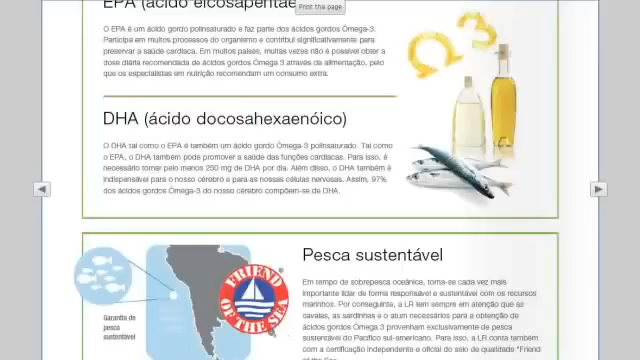 EPA (ácido eicosapentae
Print this page
O EPA é um ácido gordo polinsaturado e faz parte dos ácidos gordos Ómega-3.
Participa em muitos processos do organismo e contribui significativamente para
preservar a saúde cardíaca. Em muitos países, muitas vezes não é possível obter a
dose diária recomendada de ácidos gordos Ómega 3 através da alimentação, pelo
que os especialistas em nutrição recomendam um consumo extra.
Ω 3
DHA (ácido docosahexaenóico)
O DHA tal como o EPA é também um ácido gordo Ómega-3 polinsaturado. Tal como
o EPA, o DHA também pode promover a saúde das funções cardíacas. Para isso, é
necessário tomar pelo menos 250 mg de DHA por dia. Além disso, o DHA também é
indispensável para o nosso cérebro e para as nossas células nervosas. Assim, 97%
dos ácidos gordos Ómega-3 do nosso cérebro compõem-se de DHA.
Garantia de
pesca
sustentável
FRIEND
OF THE SEA
Pesca sustentável
Em tempo de sobrepesca oceânica, torna-se cada vez mais
importante lidar de forma responsável e sustentável com os recursos
marinhos. Por conseguinte, a LR tem sempre em atenção que as
cavalas, as sardinhas e o atum necessários para a obtenção de
ácidos gordos Ómega 3 provenham exclusivamente de pesca
sustentável do Pacífico sul-americano. Para isso, a LR conta também
com a certificação independente e oficial do selo de qualidade "Friend
of the Sea